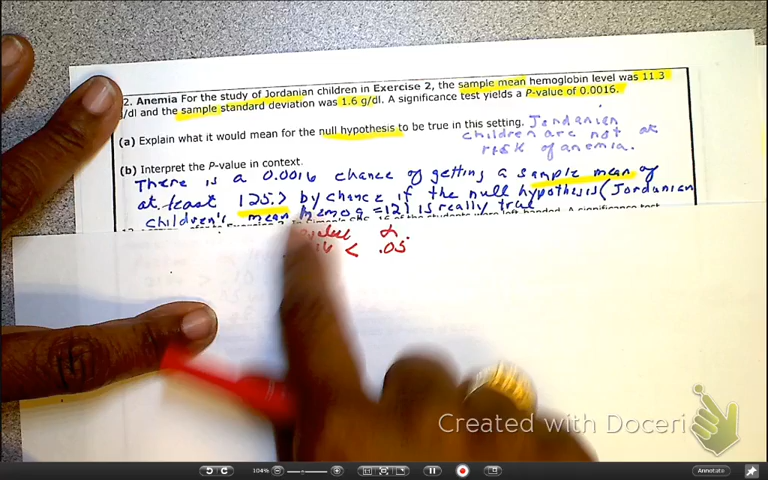 2. Anemia For the study of Jordanian children in Exercise 2, the sample mean hemoglobin level was 11.3
/dl and the sample standard deviation was 1.6 g/dl. A significance test yields a P-value of 0.0016.
(a) Explain what it would mean for the null hypothesis to be true in this setting. Jordanian
children are not at
risk of anemia.
(b) Interpret the P-value in context.
There is a 0.0016 chance of getting a sample mean of
at least 125.7 by chance if the null hypothesis (Jordanian
children's mean hemog = 12) is really true
α.
< .05
Created with Doceri
104%
Annotate